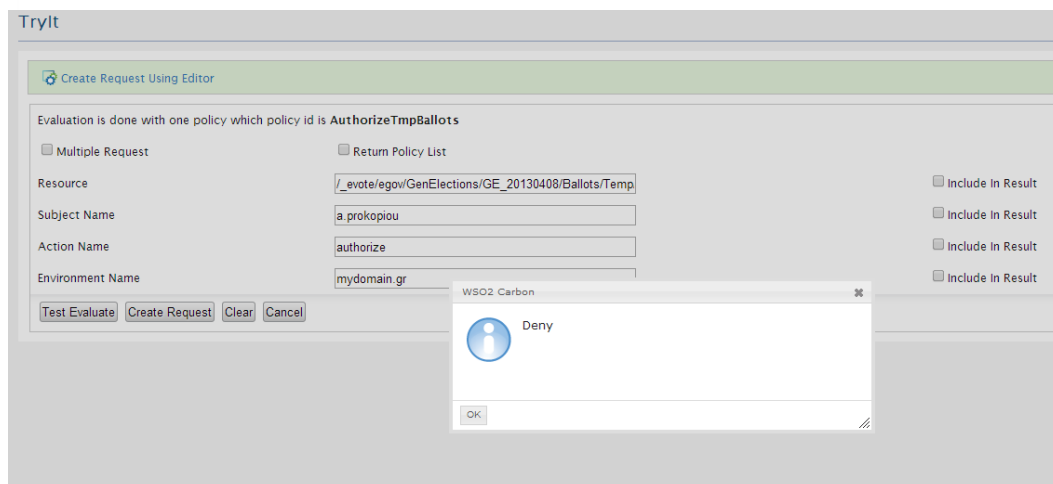 TryIt
Create Request Using Editor
Evaluation is done with one policy which policy id is AuthorizeTmpBallots
Multiple Request Return Policy List
Resource /_evote/egov/GenElections/GE_20130408/Ballots/Temp, Include In Result
Subject Name a.prokopiou Include In Result
Action Name authorize Include In Result
Environment Name mydomain.gr Include In Result
WSO2 Carbon
Test Evaluate Create Request Clear Cancel
Deny
OK